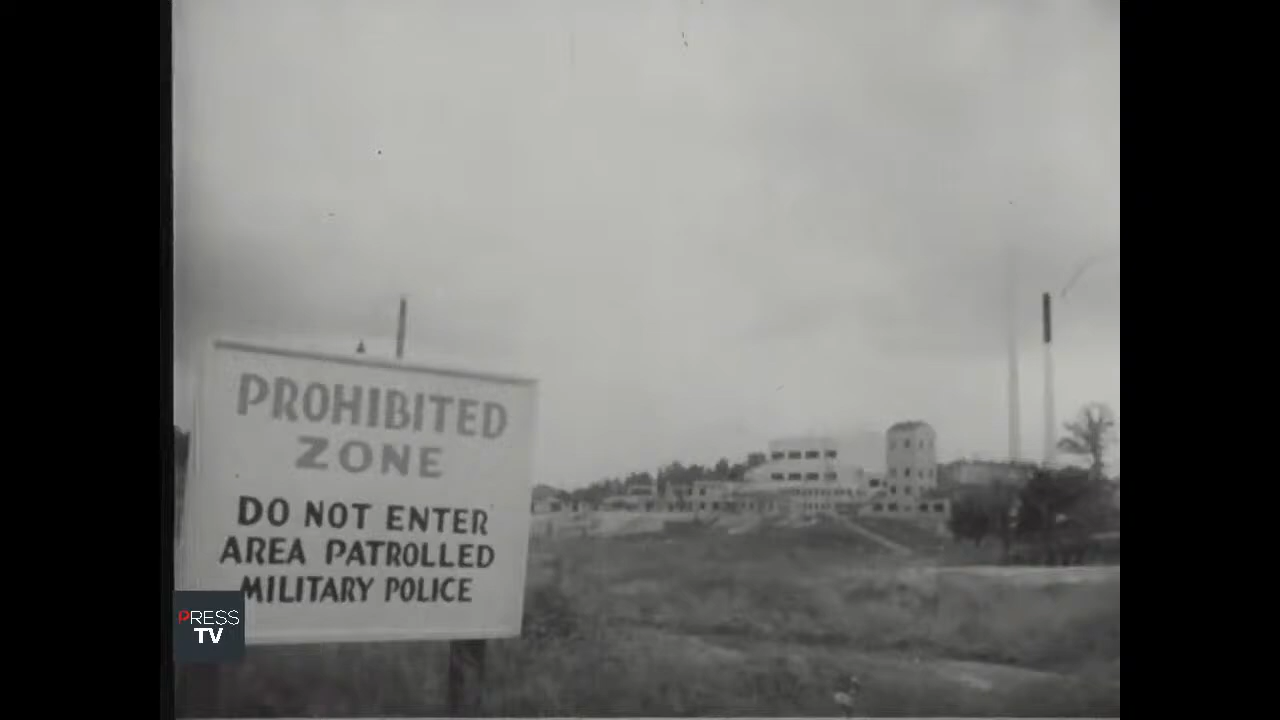 PROHIBITED
ZONE
DO NOT ENTER
AREA PATROLLED
MILITARY POLICE
PRESS
TV